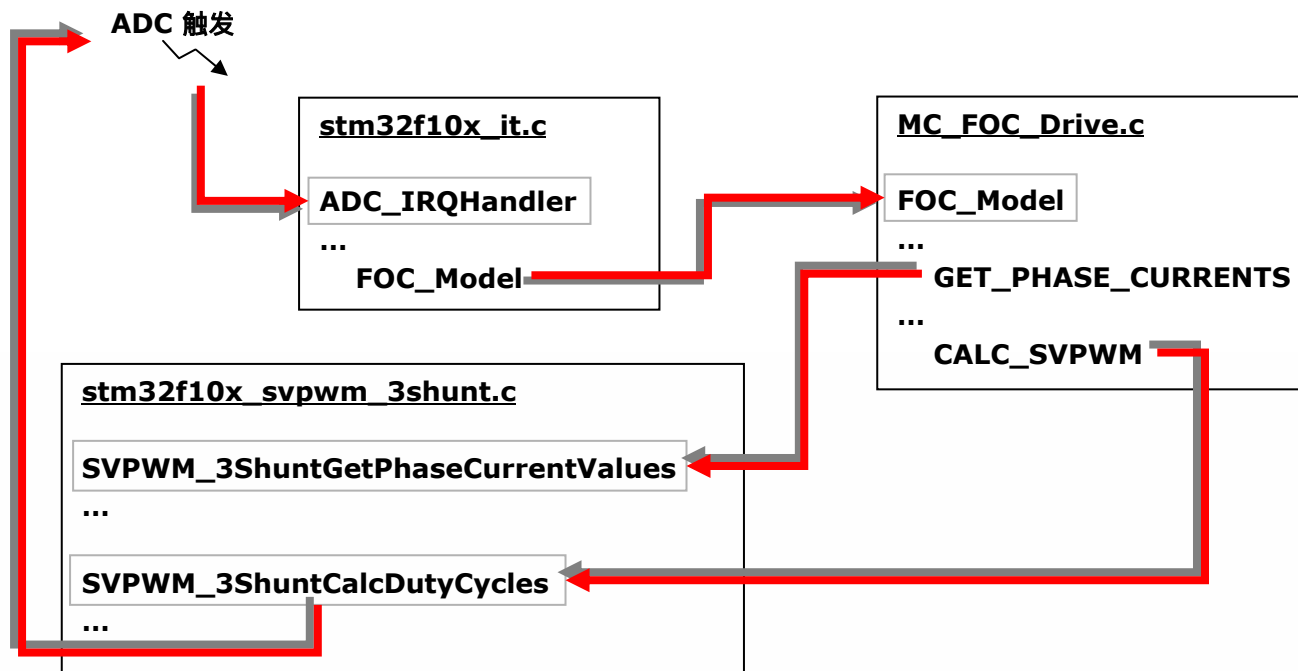 ADC 触发
stm32f10x_it.c
ADC_IRQHandler
...
FOC_Model
MC_FOC_Drive.c
FOC_Model
...
GET_PHASE_CURRENTS
...
CALC_SVPWM
stm32f10x_svpwm_3shunt.c
SVPWM_3ShuntGetPhaseCurrentValues
...
SVPWM_3ShuntCalcDutyCycles
...